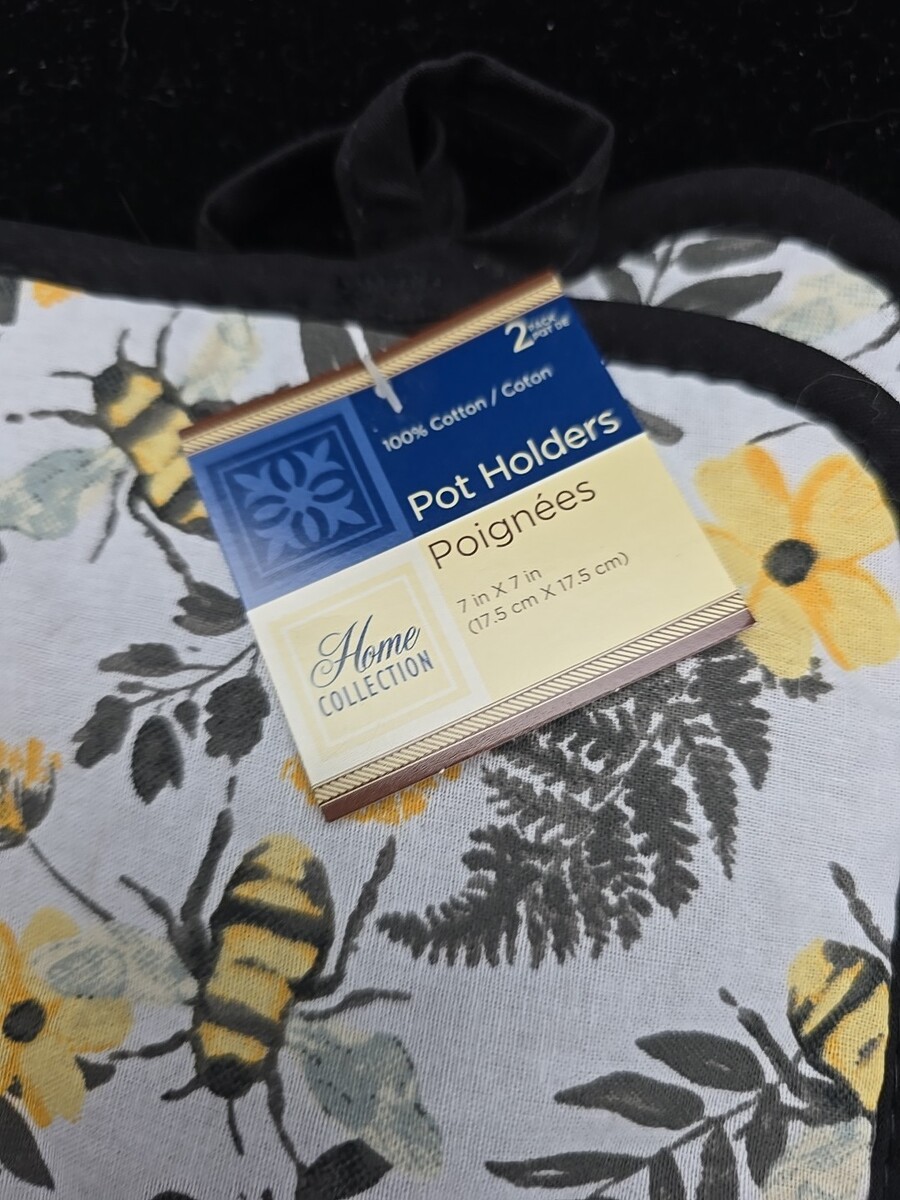 2 PACK
PQT DE
100% Cotton / Coton
Pot Holders
Poignées
7 in X 7 in
(17.5 cm X 17.5 cm)
Home
COLLECTION